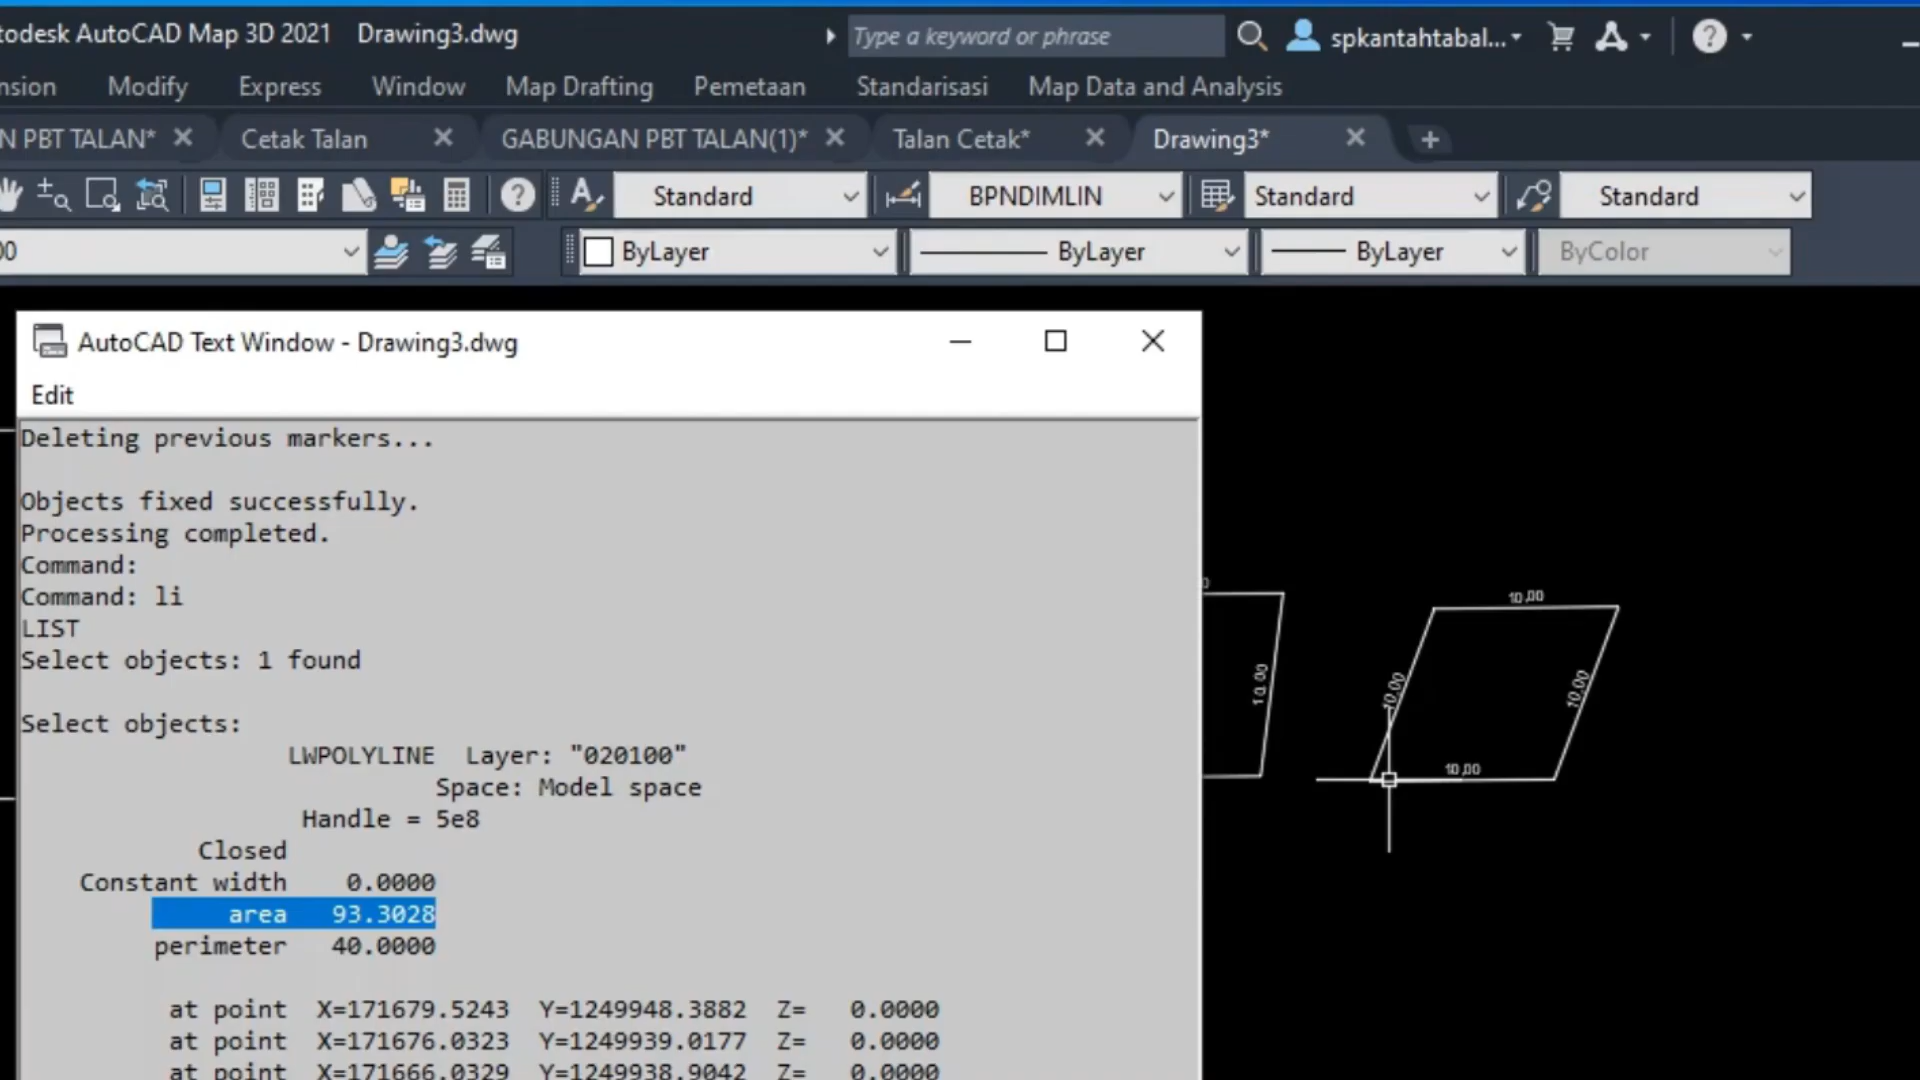 todesk AutoCAD Map 3D 2021 Drawing3.dwg Type a keyword or phrase spkantahtabal...
nsion Modify Express Window Map Drafting Pemetaan Standarisasi Map Data and Analysis
N PBT TALAN* Cetak Talan GABUNGAN PBT TALAN(1)* Talan Cetak* Drawing3*
Standard BPNDIMLIN Standard Standard
00 ByLayer ByLayer ByLayer ByColor
AutoCAD Text Window - Drawing3.dwg
Edit
Deleting previous markers...
Objects fixed successfully.
Processing completed.
Command:
Command: li
LIST
Select objects: 1 found
Select objects:
LWPOLYLINE Layer: "020100"
Space: Model space
Handle = 5e8
Closed
Constant width 0.0000
area 93.3028
perimeter 40.0000
at point X=171679.5243 Y=1249948.3882 Z= 0.0000
at point X=171676.0323 Y=1249939.0177 Z= 0.0000
at point X=171666.0329 Y=1249938.9042 Z= 0.0000
0
10.00
10,00
10,00
10,00
10,00